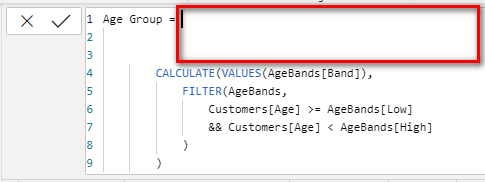 1 Age Group =
2
3
4 CALCULATE(VALUES(AgeBands[Band]),
5 FILTER(AgeBands,
6 Customers[Age] >= AgeBands[Low]
7 && Customers[Age] < AgeBands[High]
8 )
9 )